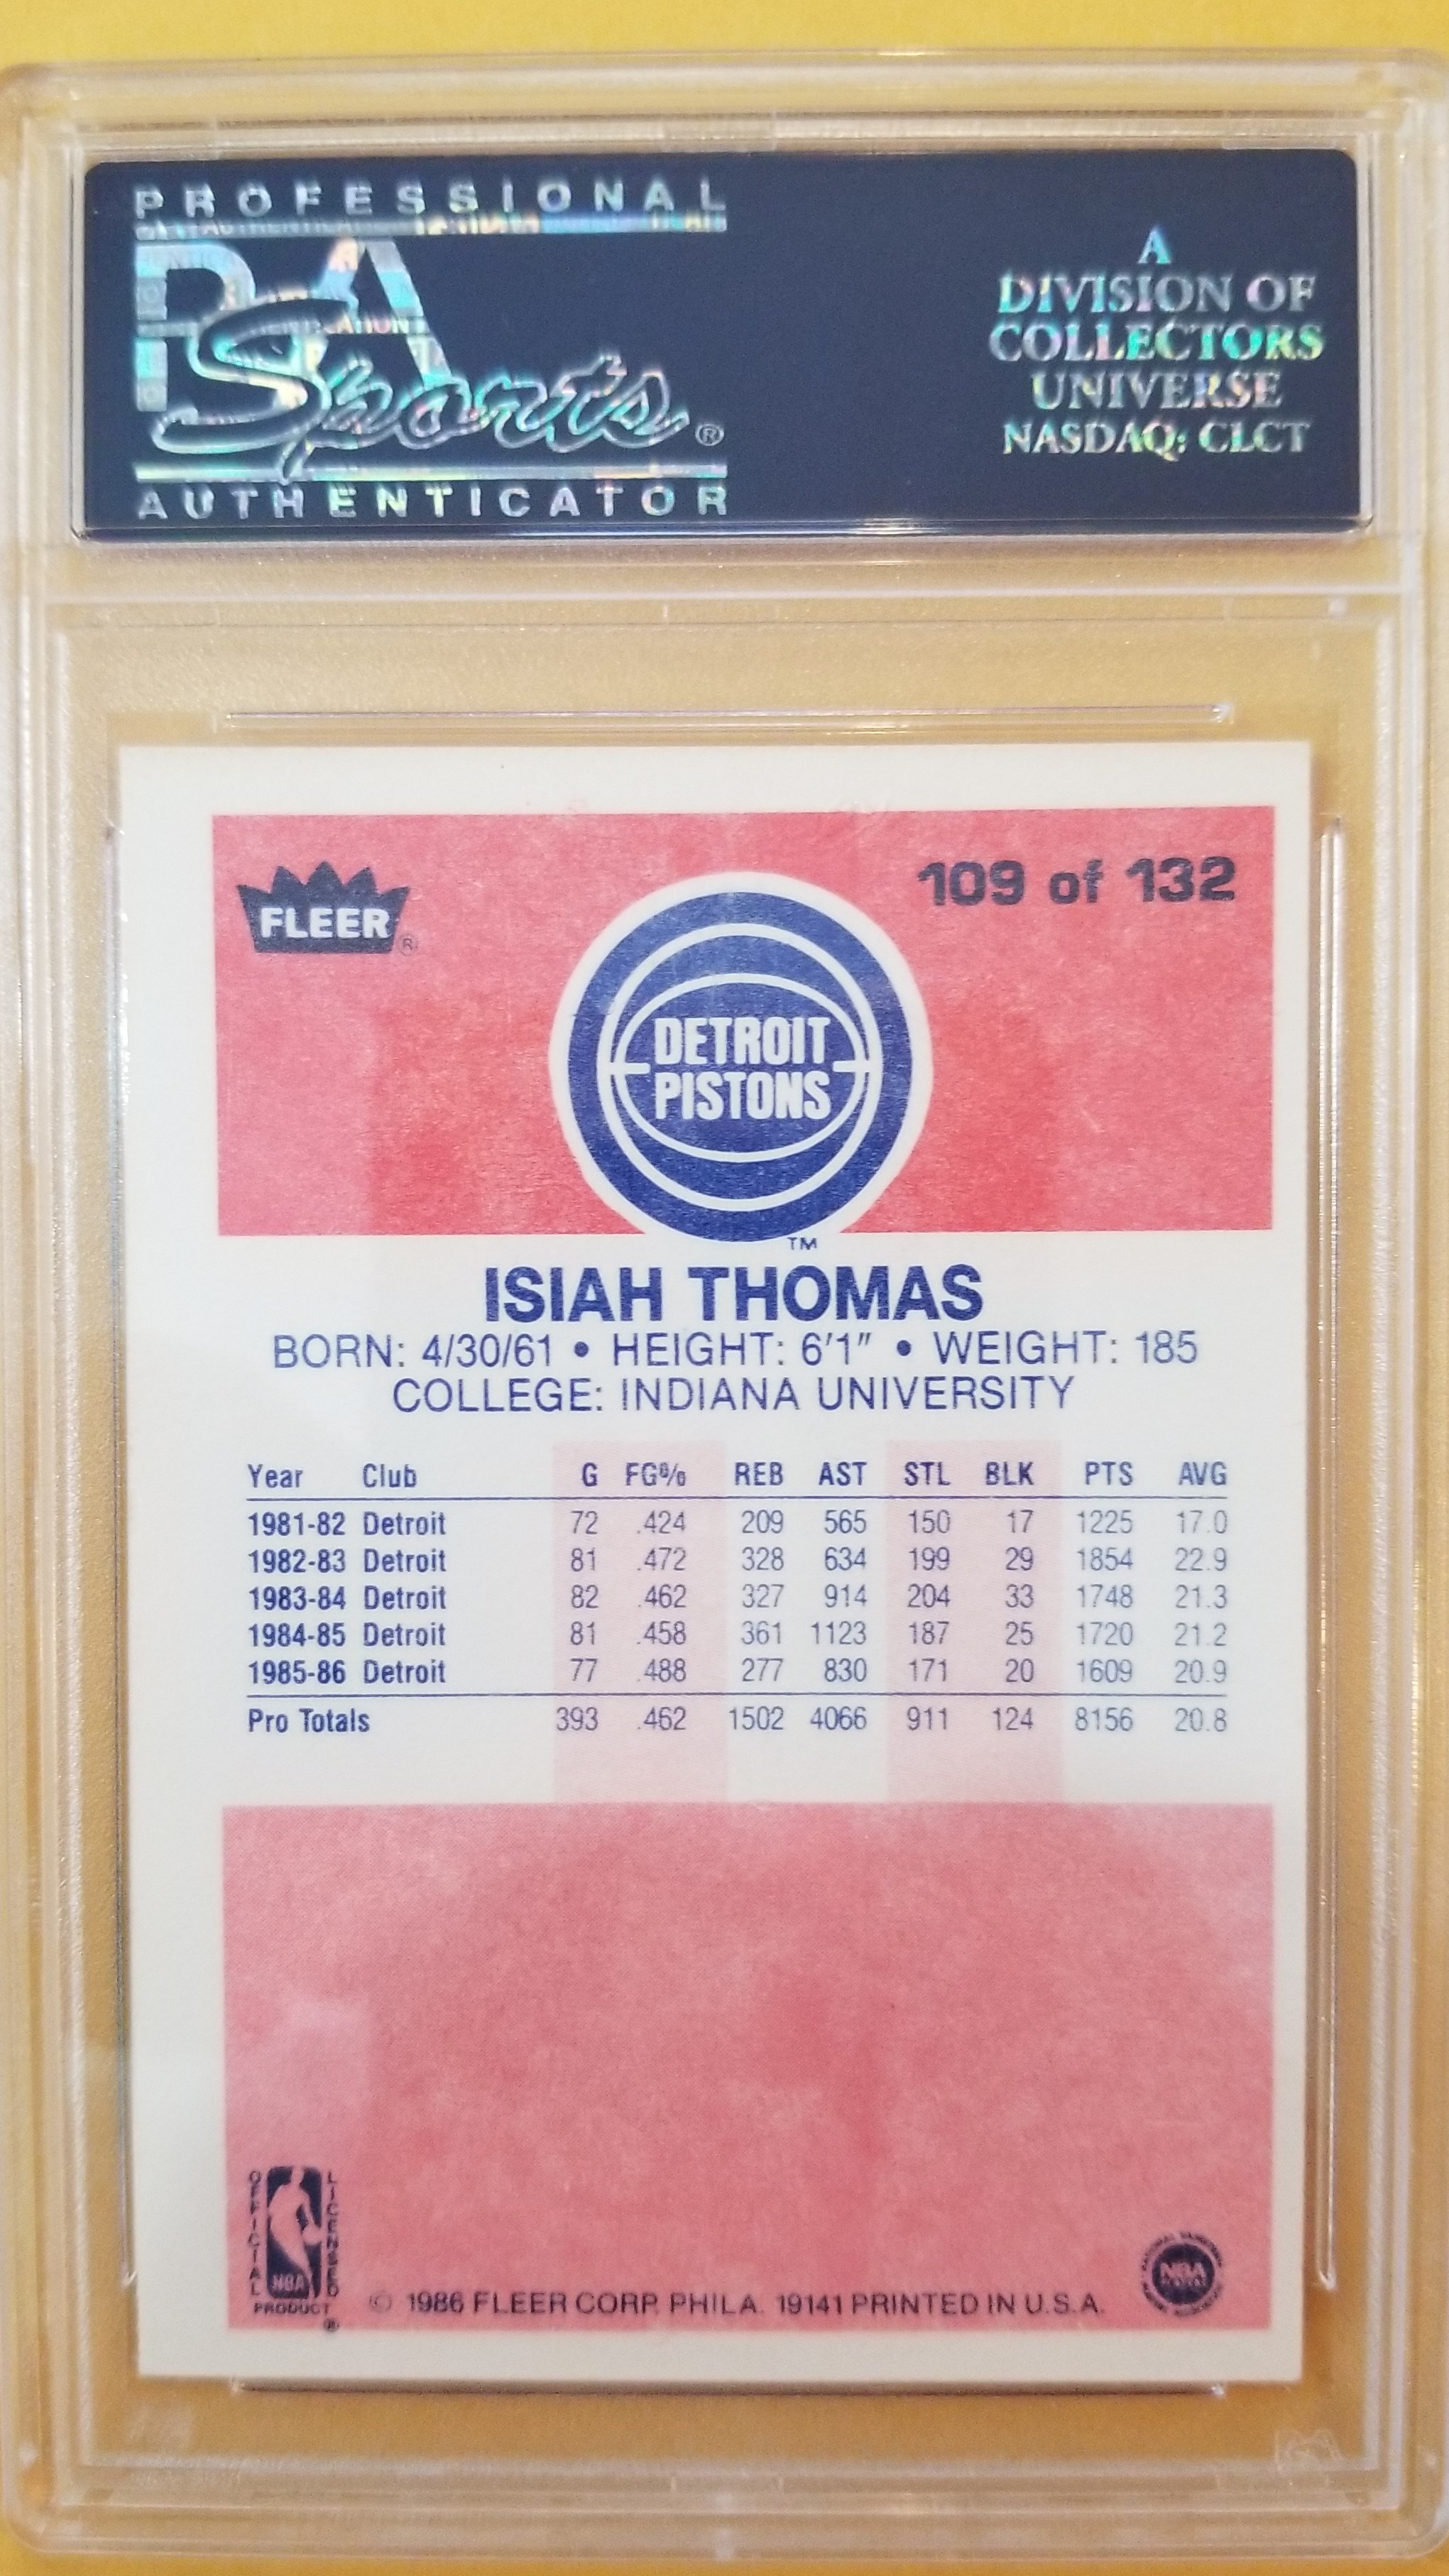 PROFESSIONAL
PSA
Sports®
AUTHENTICATOR
A
DIVISION OF
COLLECTORS
UNIVERSE
NASDAQ: CLCT
FLEER®
109 of 132
DETROIT
PISTONS
TM
ISIAH THOMAS
BORN: 4/30/61 • HEIGHT: 6'1" • WEIGHT: 185
COLLEGE: INDIANA UNIVERSITY
Year Club G FG% REB AST STL BLK PTS AVG
1981-82 Detroit 72 .424 209 565 150 17 1225 17.0
1982-83 Detroit 81 .472 328 634 199 29 1854 22.9
1983-84 Detroit 82 .462 327 914 204 33 1748 21.3
1984-85 Detroit 81 .458 361 1123 187 25 1720 21.2
1985-86 Detroit 77 .488 277 830 171 20 1609 20.9
Pro Totals 393 .462 1502 4066 911 124 8156 20.8
OFFICIAL
LICENSED
NBA
PRODUCT
®
© 1986 FLEER CORP. PHILA. 19141 PRINTED IN U.S.A.
NBA